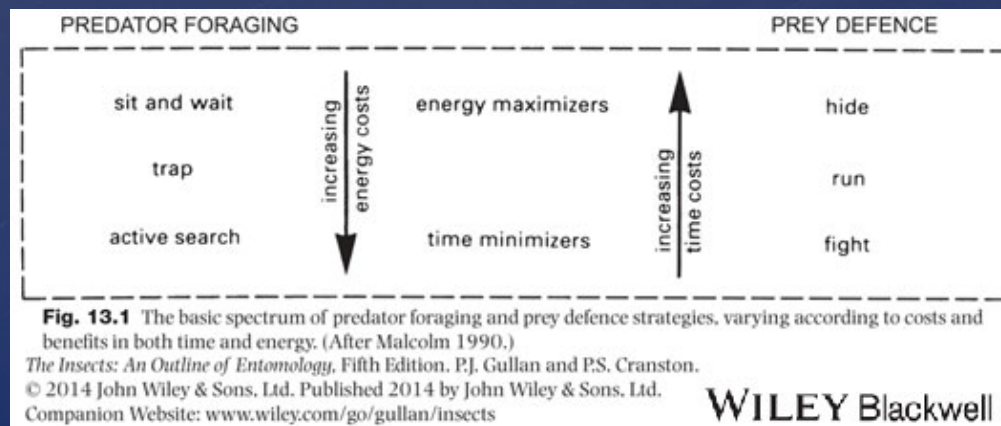 PREDATOR FORAGING
PREY DEFENCE
sit and wait
trap
active search
increasing
energy costs
energy maximizers
time minimizers
increasing
time costs
hide
run
fight
Fig. 13.1 The basic spectrum of predator foraging and prey defence strategies, varying according to costs and
benefits in both time and energy. (After Malcolm 1990.)
The Insects: An Outline of Entomology, Fifth Edition. P.J. Gullan and P.S. Cranston.
© 2014 John Wiley & Sons, Ltd. Published 2014 by John Wiley & Sons, Ltd.
Companion Website: www.wiley.com/go/gullan/insects
WILEY Blackwell